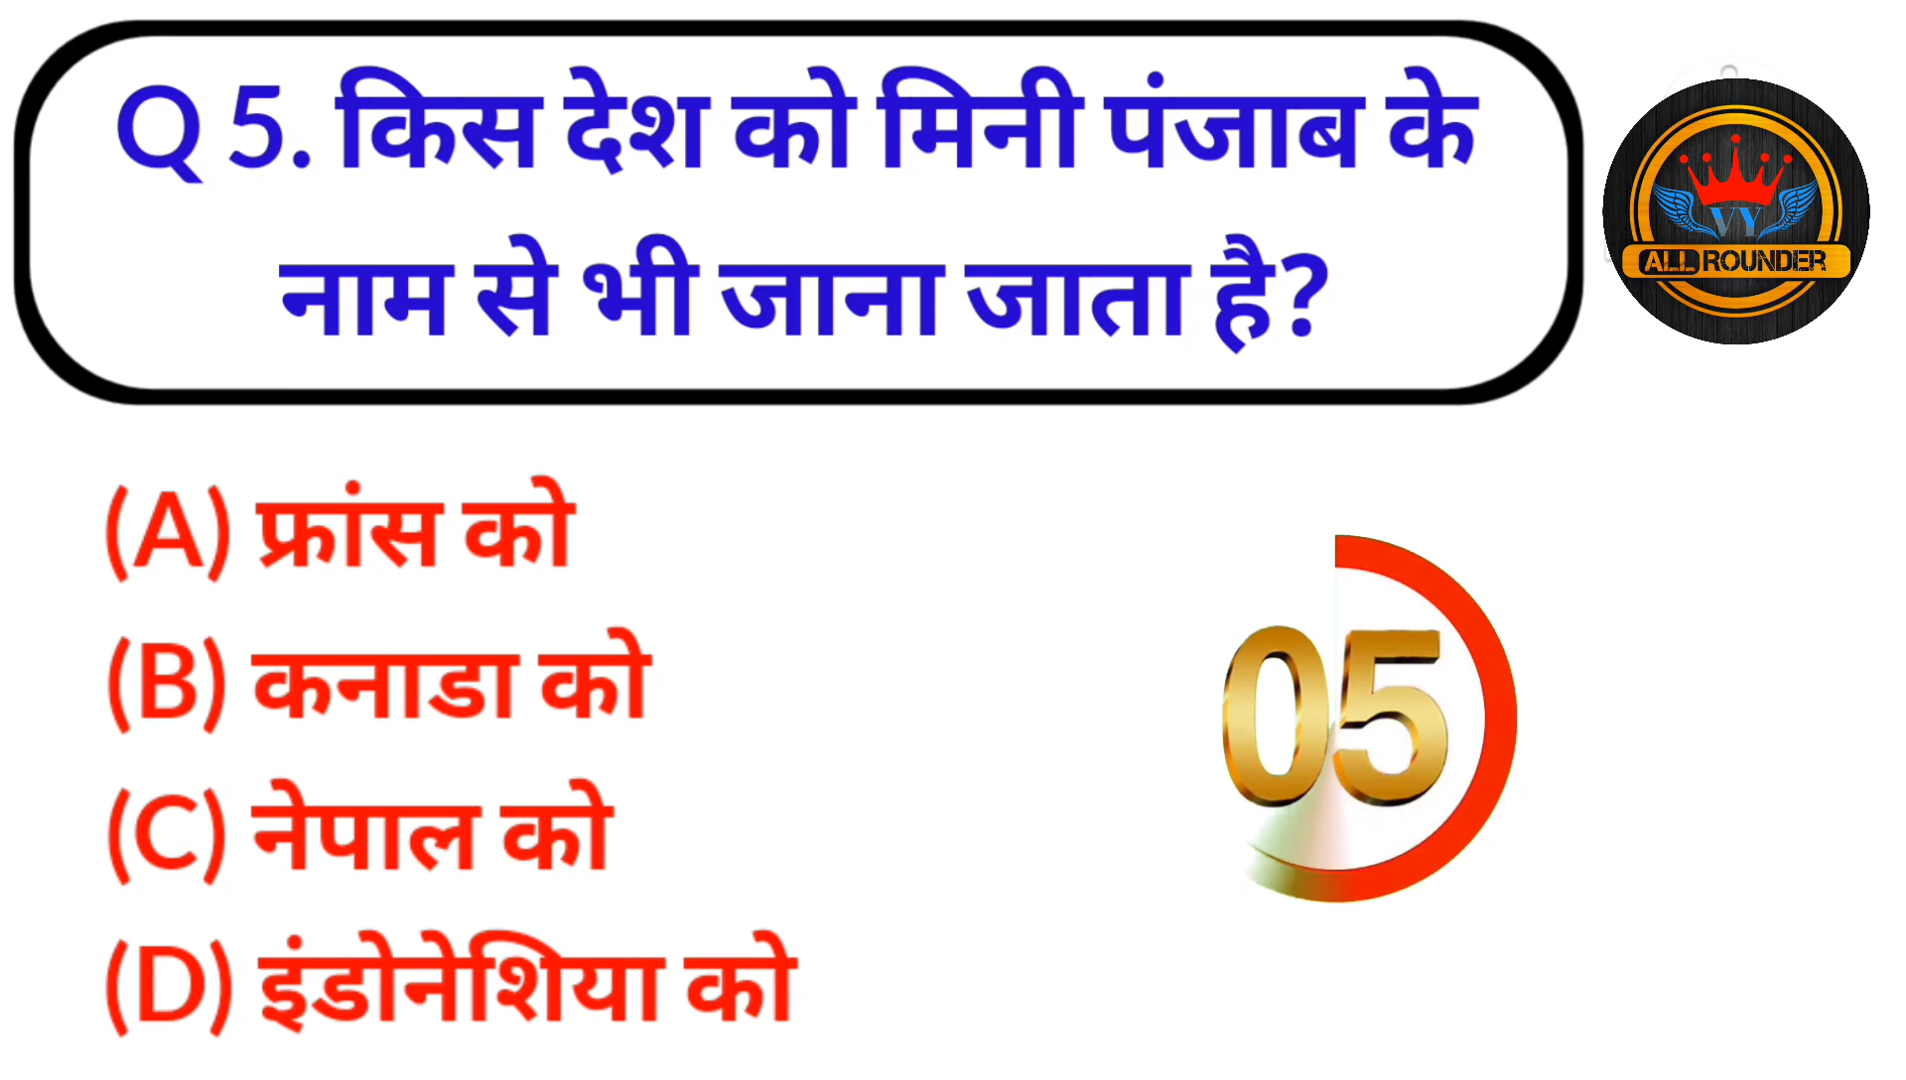 Q 5. किस देश को मिनी पंजाब के
नाम से भी जाना जाता है?
VY
ALL ROUNDER
(A) फ्रांस को
(B) कनाडा को
(C) नेपाल को
(D) इंडोनेशिया को
05